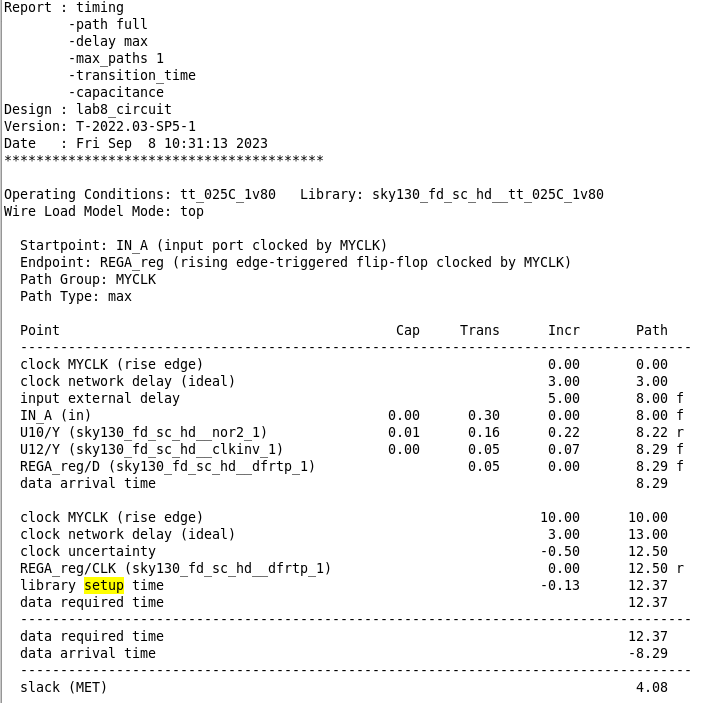 Report : timing
        -path full
        -delay max
        -max_paths 1
        -transition_time
        -capacitance
Design : lab8_circuit
Version: T-2022.03-SP5-1
Date   : Fri Sep  8 10:31:13 2023
****************************************

Operating Conditions: tt_025C_1v80   Library: sky130_fd_sc_hd__tt_025C_1v80
Wire Load Model Mode: top

  Startpoint: IN_A (input port clocked by MYCLK)
  Endpoint: REGA_reg (rising edge-triggered flip-flop clocked by MYCLK)
  Path Group: MYCLK
  Path Type: max

  Point                                          Cap     Trans      Incr       Path
  ------------------------------------------------------------------------------------
  clock MYCLK (rise edge)                                           0.00       0.00
  clock network delay (ideal)                                       3.00       3.00
  input external delay                                              5.00       8.00 f
  IN_A (in)                                     0.00      0.30      0.00       8.00 f
  U10/Y (sky130_fd_sc_hd__nor2_1)               0.01      0.16      0.22       8.22 r
  U12/Y (sky130_fd_sc_hd__clkinv_1)             0.00      0.05      0.07       8.29 f
  REGA_reg/D (sky130_fd_sc_hd__dfrtp_1)                   0.05      0.00       8.29 f
  data arrival time                                                            8.29

  clock MYCLK (rise edge)                                          10.00      10.00
  clock network delay (ideal)                                       3.00      13.00
  clock uncertainty                                                -0.50      12.50
  REGA_reg/CLK (sky130_fd_sc_hd__dfrtp_1)                           0.00      12.50 r
  library setup time                                               -0.13      12.37
  data required time                                                          12.37
  ------------------------------------------------------------------------------------
  data required time                                                          12.37
  data arrival time                                                           -8.29
  ------------------------------------------------------------------------------------
  slack (MET)                                                                  4.08